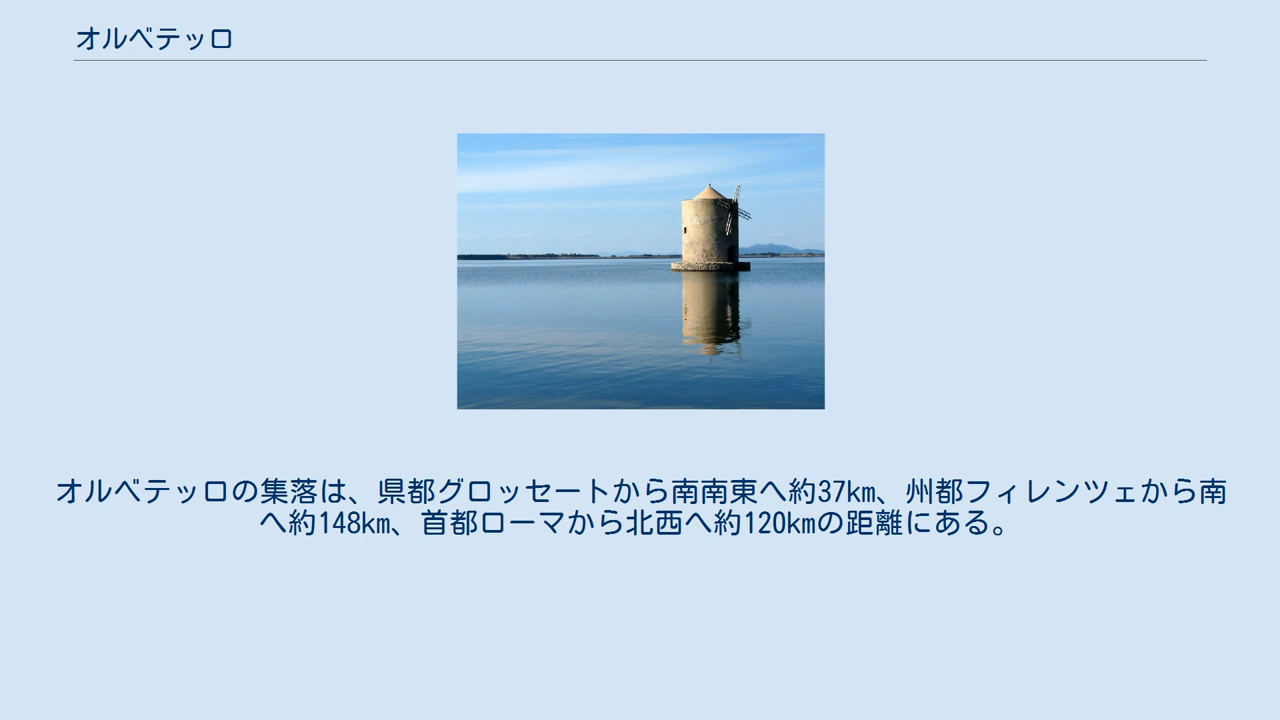 オルベテッロ
オルベテッロの集落は、県都グロッセートから南南東へ約37km、州都フィレンツェから南
へ約148km、首都ローマから北西へ約120kmの距離にある。